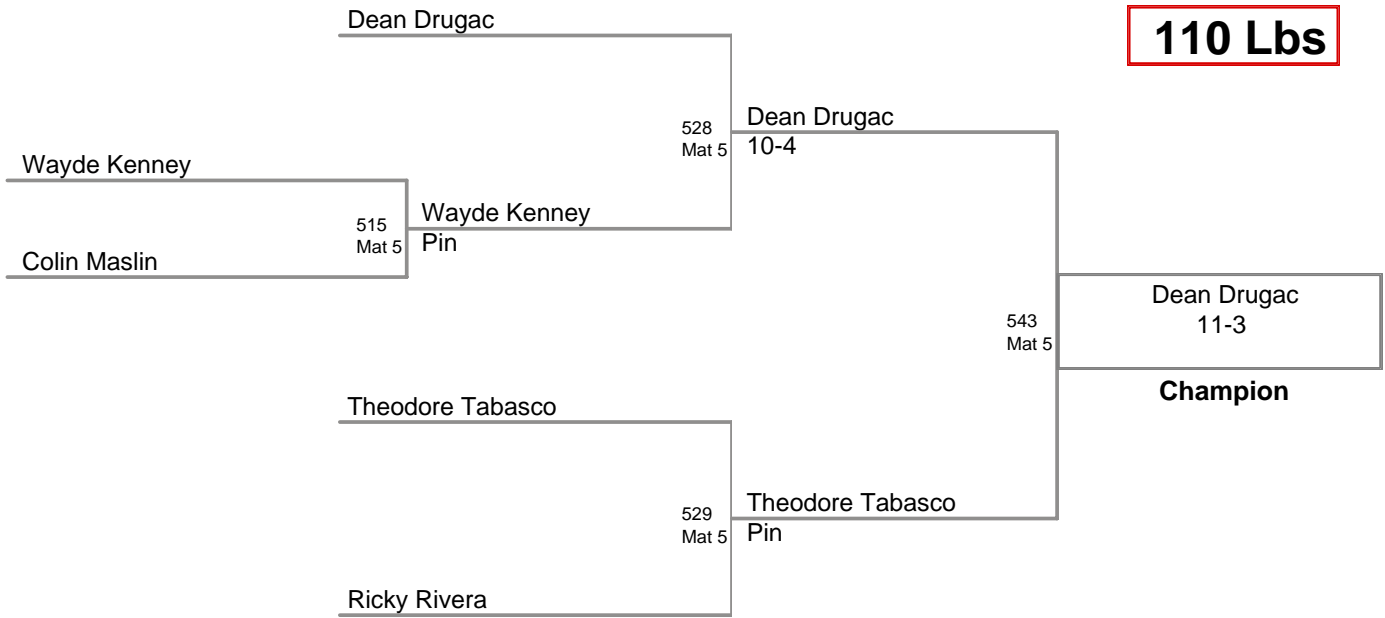 Dean Drugac
110 Lbs
528
Mat 5
Dean Drugac
10-4
Wayde Kenney
515
Mat 5
Wayde Kenney
Pin
Colin Maslin
543
Mat 5
Dean Drugac
11-3
Champion
Theodore Tabasco
529
Mat 5
Theodore Tabasco
Pin
Ricky Rivera